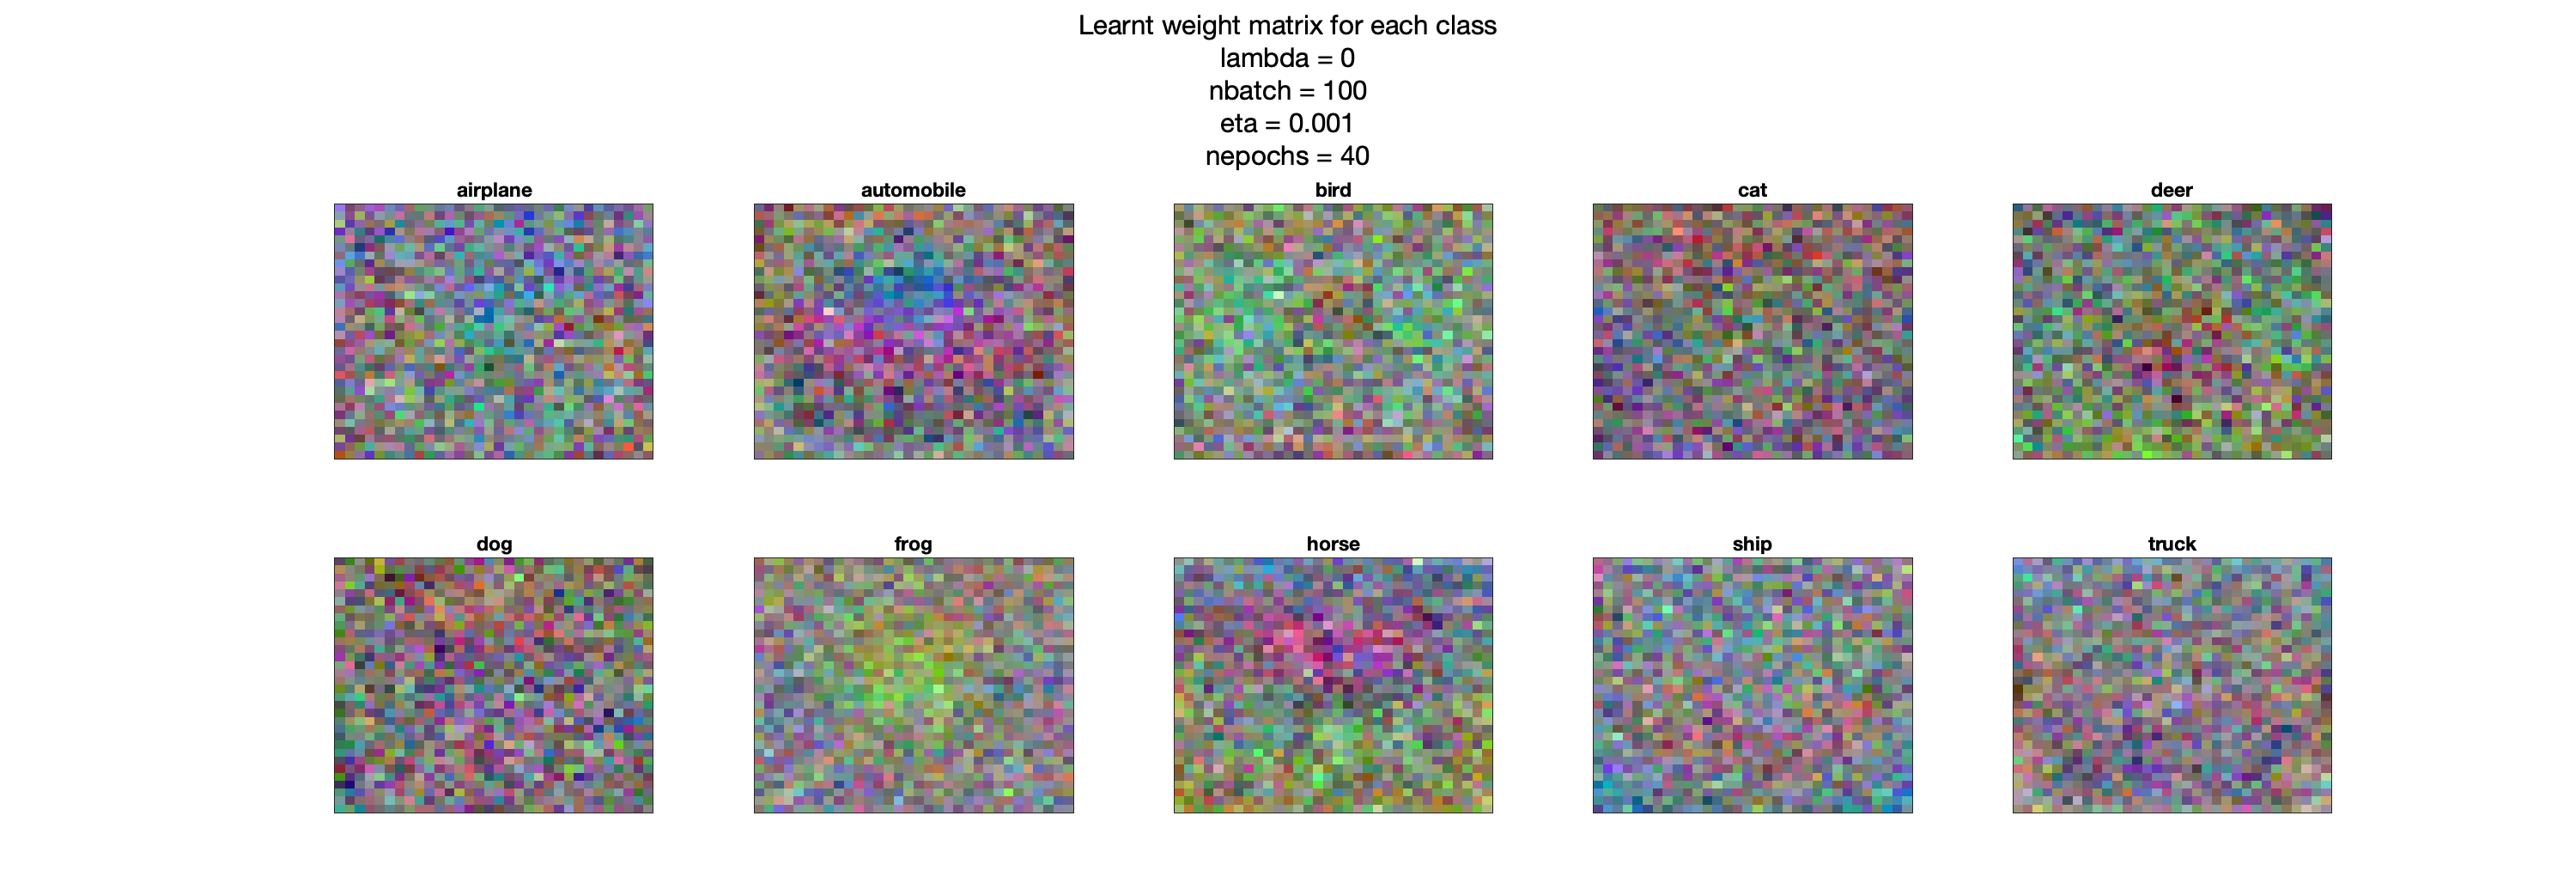 Learnt weight matrix for each class
lambda = 0
nbatch = 100
eta = 0.001
nepochs = 40
airplane
automobile
bird
cat
deer
dog
frog
horse
ship
truck